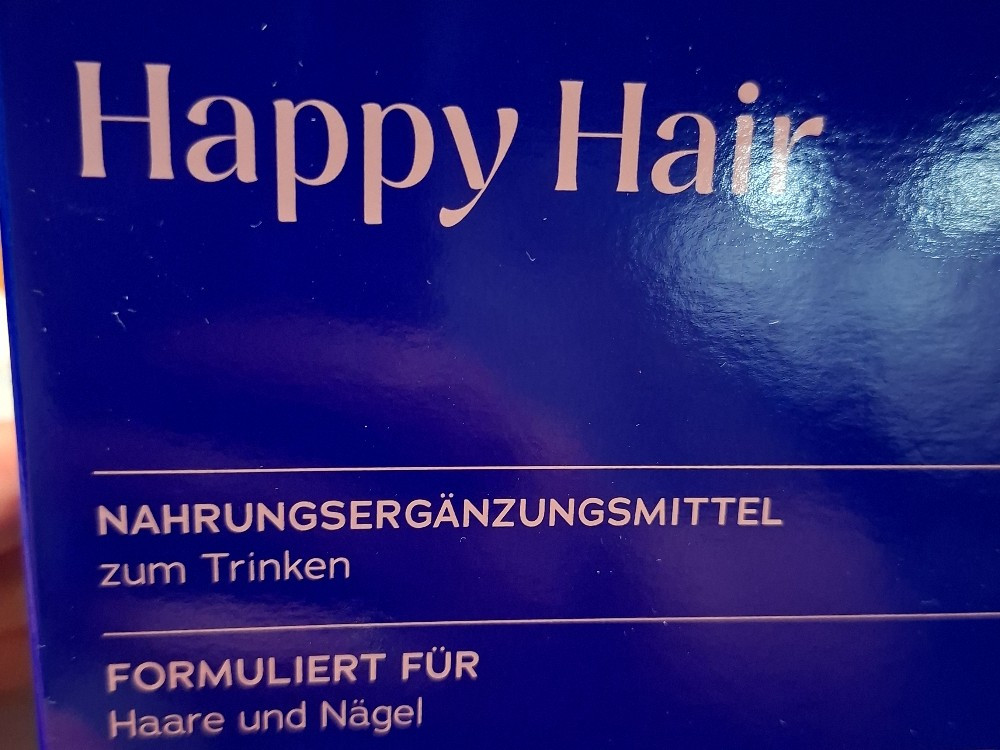 Happy Hair
NAHRUNGSERGÄNZUNGSMITTEL
zum Trinken
FORMULIERT FÜR
Haare und Nägel